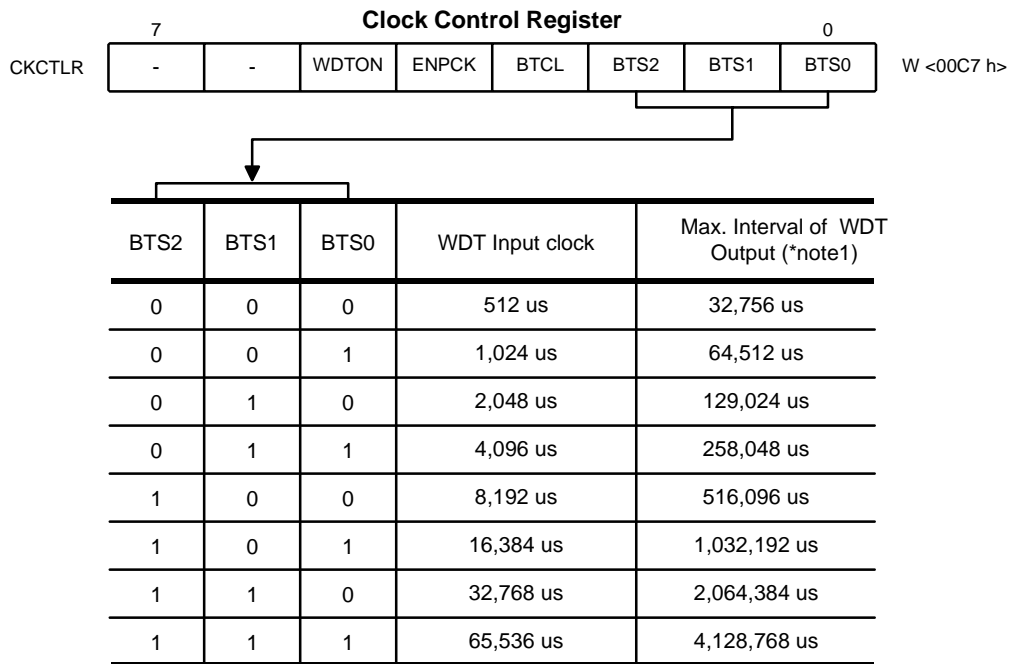 Clock Control Register
7 0
CKCTLR - - WDTON ENPCK BTCL BTS2 BTS1 BTS0 W <00C7 h>
BTS2 BTS1 BTS0 WDT Input clock Max. Interval of WDT Output (*note1)
0 0 0 512 us 32,756 us
0 0 1 1,024 us 64,512 us
0 1 0 2,048 us 129,024 us
0 1 1 4,096 us 258,048 us
1 0 0 8,192 us 516,096 us
1 0 1 16,384 us 1,032,192 us
1 1 0 32,768 us 2,064,384 us
1 1 1 65,536 us 4,128,768 us